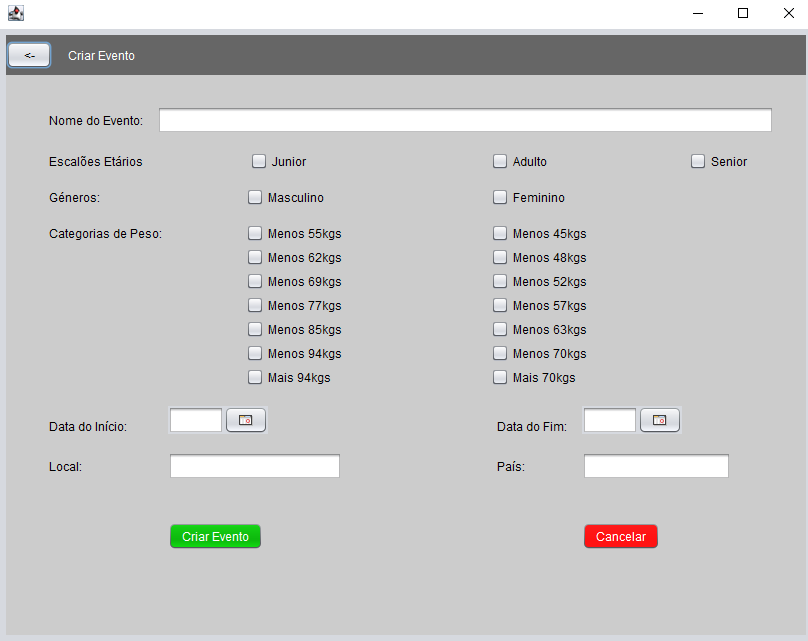 <- Criar Evento
Nome do Evento:
Escalões Etários Junior Adulto Senior
Géneros: Masculino Feminino
Categorias de Peso: Menos 55kgs Menos 45kgs
Menos 62kgs Menos 48kgs
Menos 69kgs Menos 52kgs
Menos 77kgs Menos 57kgs
Menos 85kgs Menos 63kgs
Menos 94kgs Menos 70kgs
Mais 94kgs Mais 70kgs
Data do Início: Data do Fim:
Local: País:
Criar Evento Cancelar